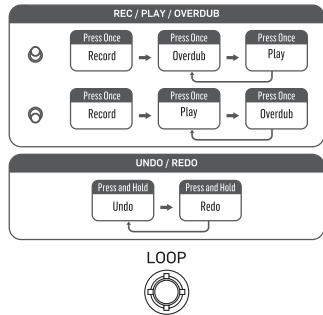 REC / PLAY / OVERDUB
Press Once Press Once Press Once
Record Overdub Play
Press Once Press Once Press Once
Record Play Overdub
UNDO / REDO
Press and Hold Press and Hold
Undo Redo
LOOP